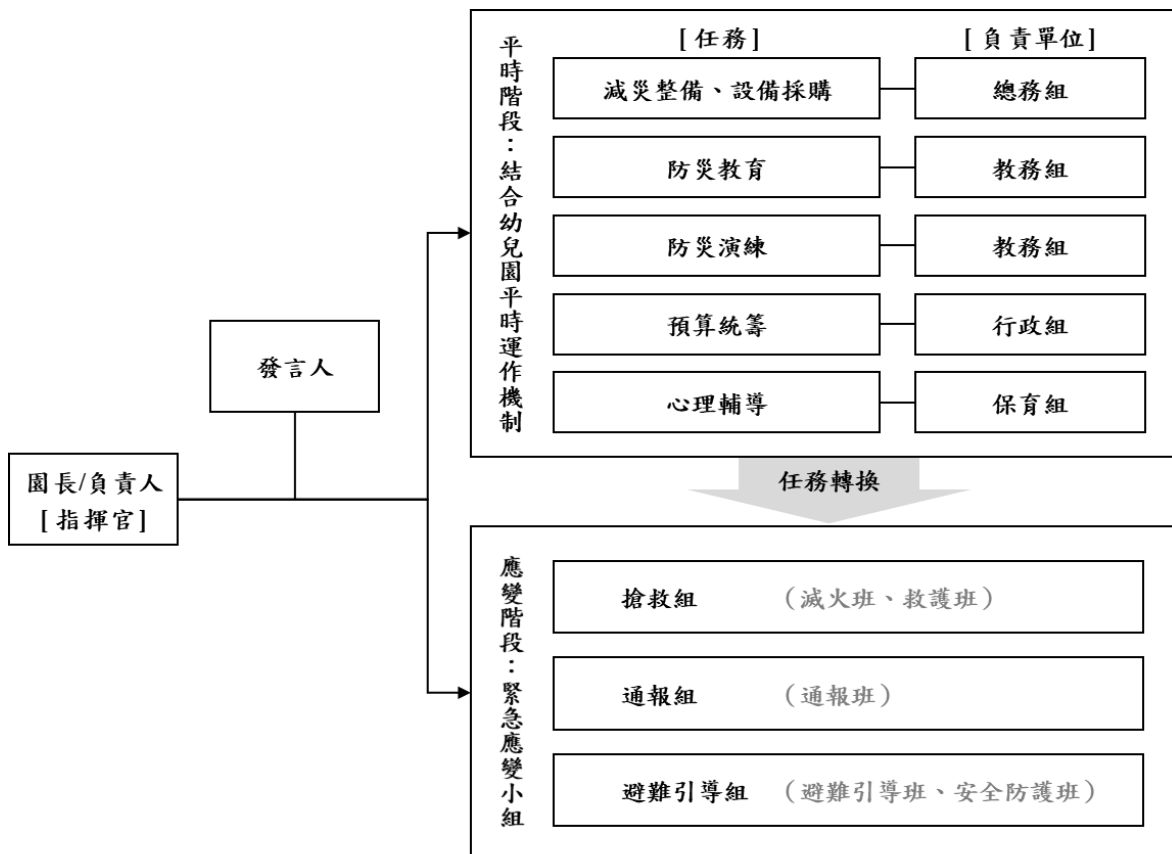 平時階段：結合幼兒園平時運作機制
[任務] [負責單位]
減災整備、設備採購 總務組
防災教育 教務組
防災演練 教務組
預算統籌 行政組
心理輔導 保育組
發言人
園長/負責人
[指揮官]
任務轉換
應變階段：緊急應變小組
搶救組 （滅火班、救護班）
通報組 （通報班）
避難引導組 （避難引導班、安全防護班）